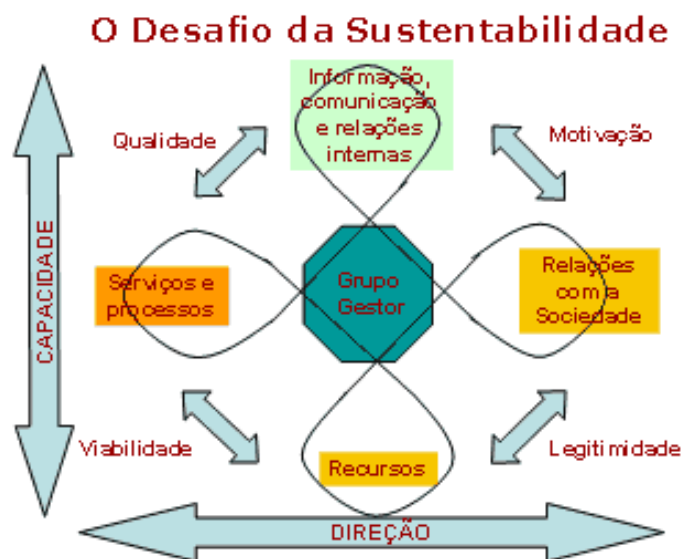 O Desafio da Sustentabilidade
Informação,
comunicação
e relações
internas
Qualidade
Motivação
CAPACIDADE
Serviços e
processos
Grupo
Gestor
Relações
com a
Sociedade
Viabilidade
Recursos
Legitimidade
DIREÇÃO